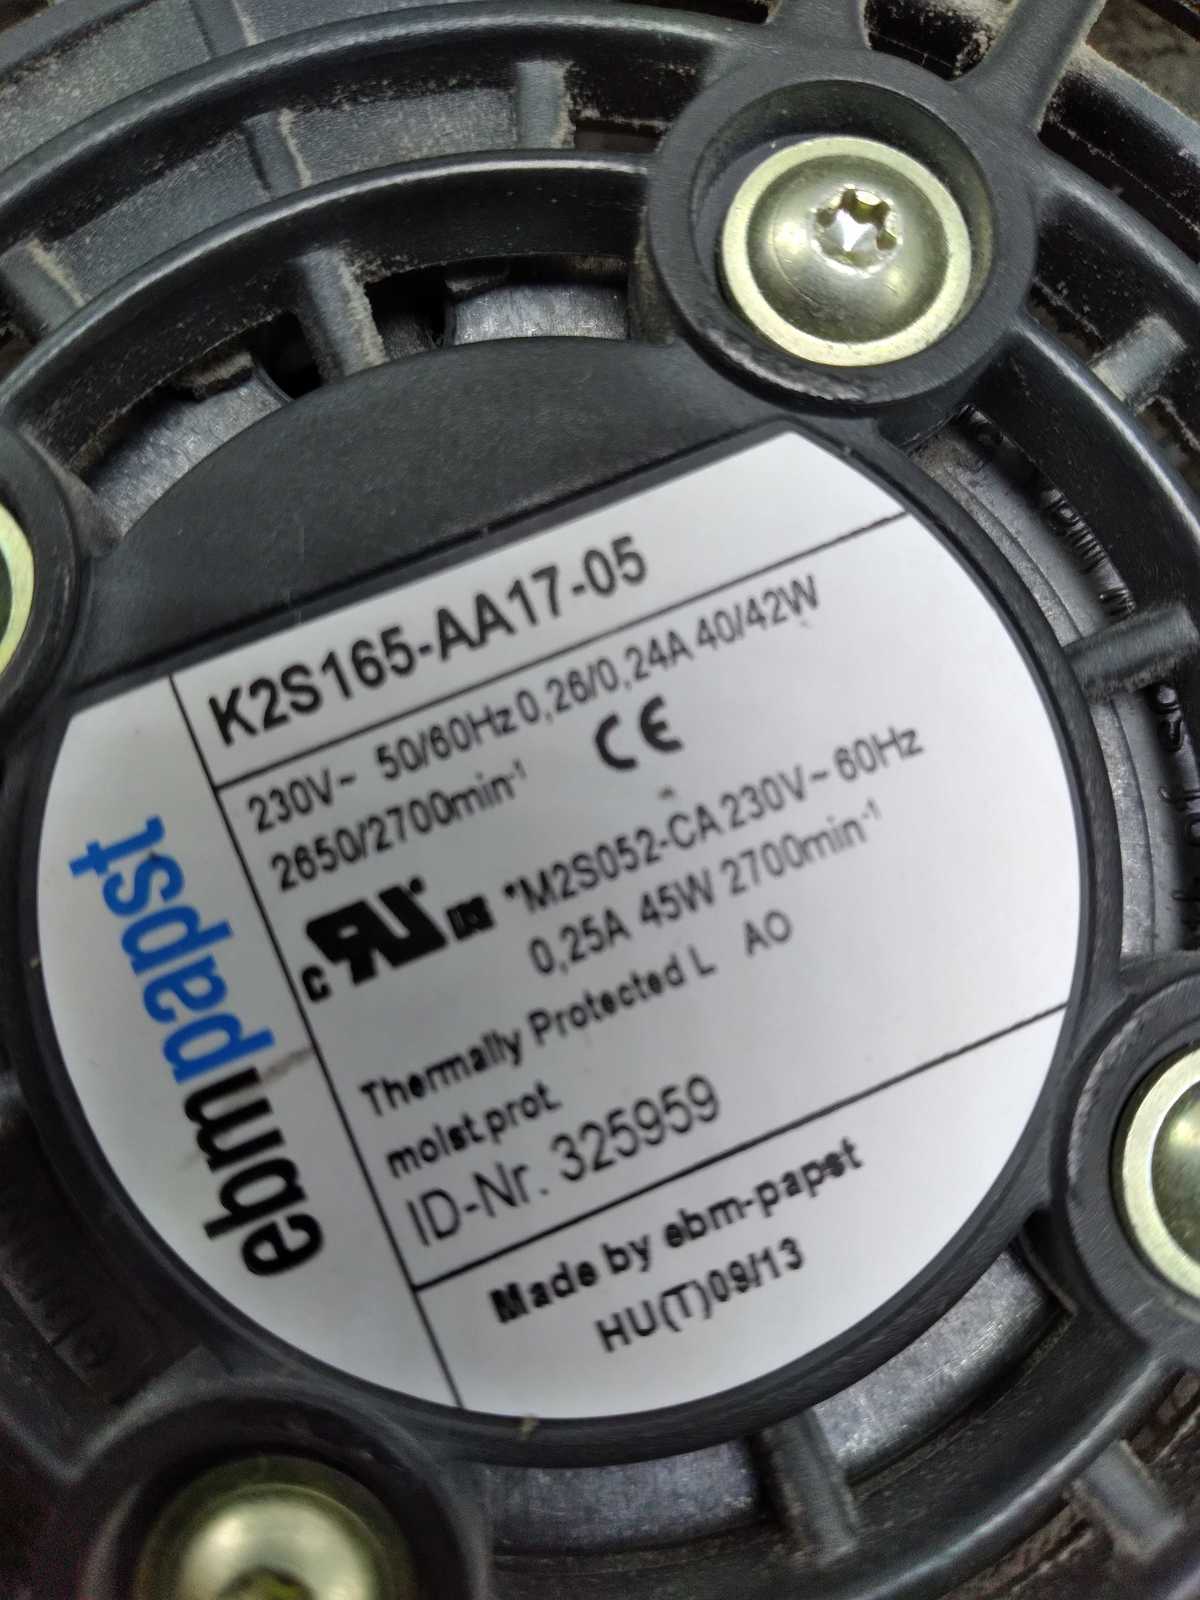 K2S165-AA17-05
230V~ 50/60Hz 0,26/0,24A 40/42W
2650/2700min-1 CE
c RU US *M2S052-CA 230V~ 60Hz
0,25A 45W 2700min-1
Thermally Protected L AO
moist.prot.
ID-Nr. 325959
Made by ebm-papst
HU(T)09/13
ebmpapst